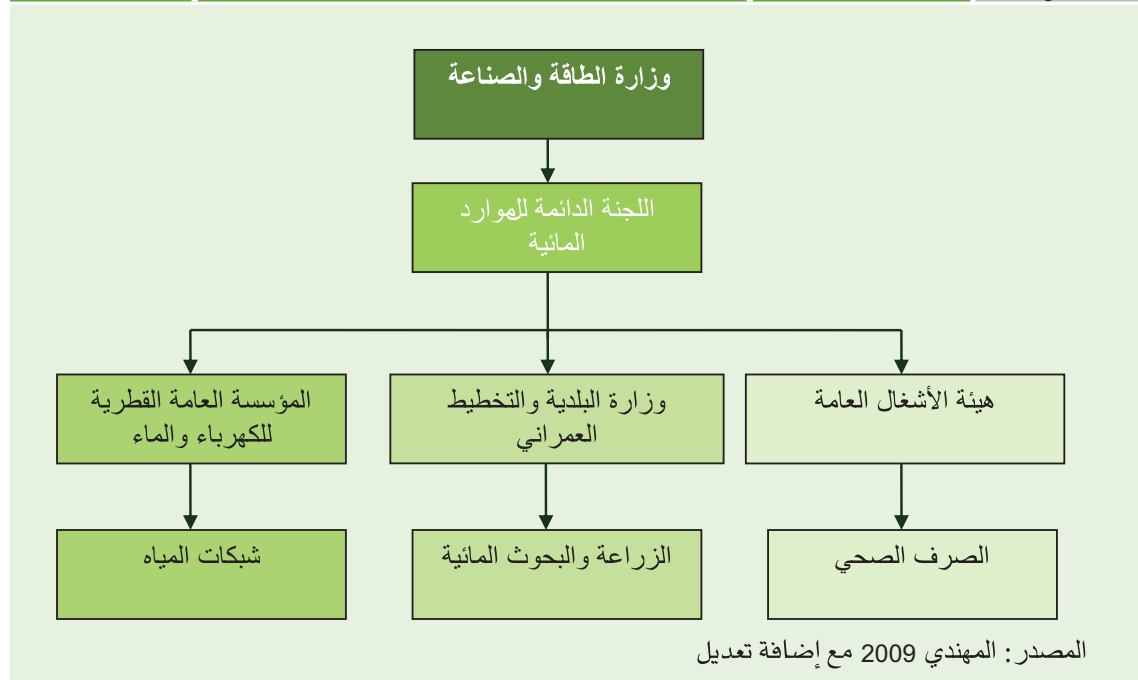 وزارة الطاقة والصناعة
اللجنة الدائمة للموارد
المائية
هيئة الأشغال العامة
وزارة البلدية والتخطيط
العمراني
المؤسسة العامة القطرية
للكهرباء والماء
الصرف الصحي
الزراعة والبحوث المائية
شبكات المياه
المصدر: المهندي 2009 مع إضافة تعديل